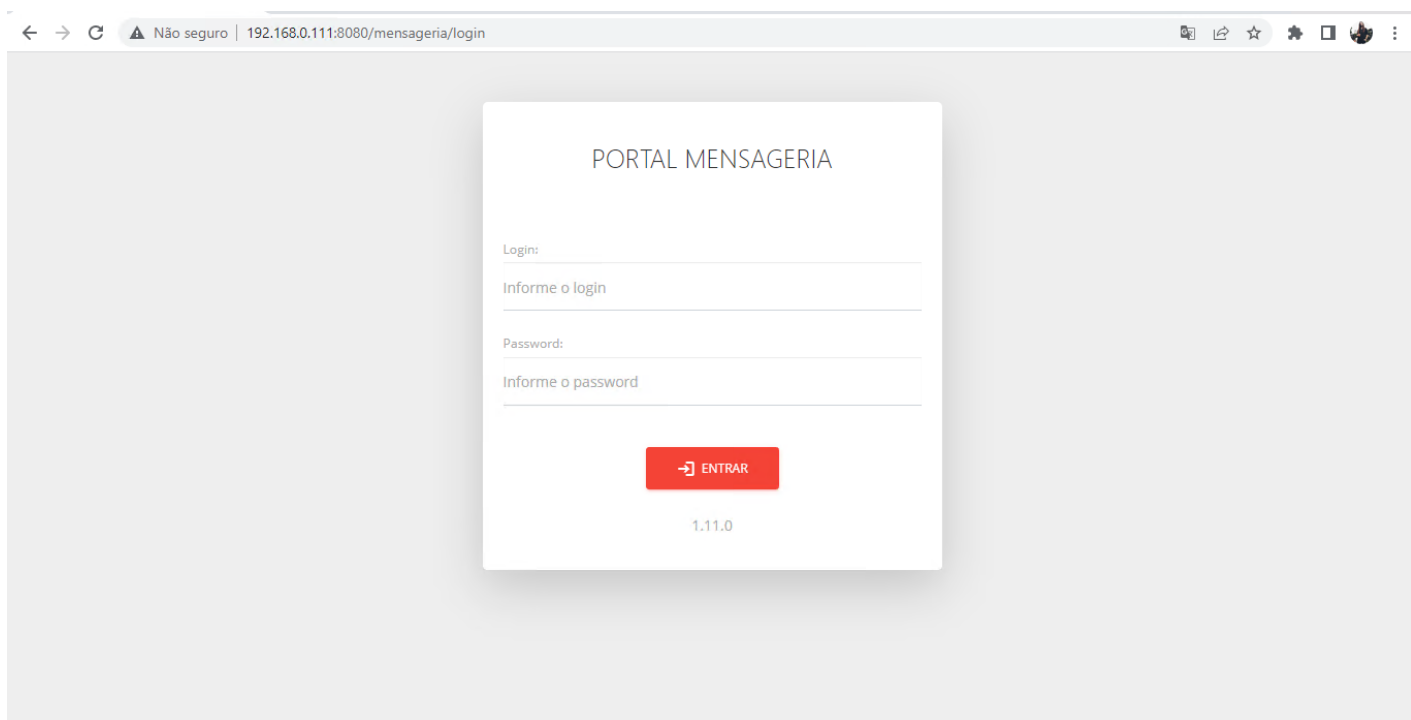 Não seguro | 192.168.0.111:8080/mensageria/login
PORTAL MENSAGERIA
Login:
Informe o login
Password:
Informe o password
ENTRAR
1.11.0